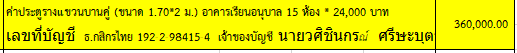 ค่าประตูรางแขวนบานคู่ (ขนาด 1.70*2 ม.) อาคารเรียนอนุบาล 15 ห้อง * 24,000 บาท 360,000.00
เลขที่บัญชี ธ.กสิกรไทย 192 2 98415 4 เจ้าของบัญชี นายวศิชินกรณ์ ศรีษะบุตร